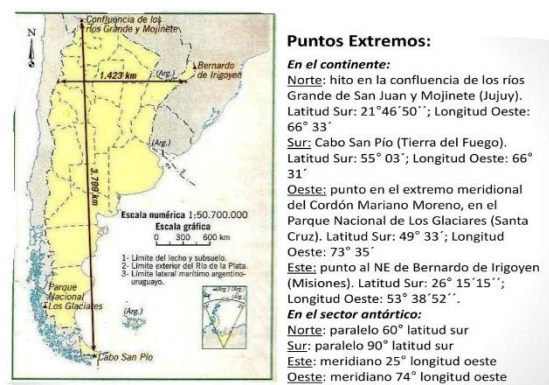 Confluencia de los
ríos Grande y Mojinete
N
1.423 km
(Arg.)
Bernardo
de Irigoyen
(Arg.)
3.799 km
Escala numérica 1:50.700.000
Escala gráfica
0 300 600 km
1- Límite del lecho y subsuelo.
2- Límite exterior del Río de la Plata.
3- Límite lateral marítimo argentino-
uruguayo.
Parque
Nacional
Los Glaciares
(Arg.)
Cabo San Pío
Puntos Extremos:
En el continente:
Norte: hito en la confluencia de los ríos
Grande de San Juan y Mojinete (Jujuy).
Latitud Sur: 21°46´50´´; Longitud Oeste:
66° 33´
Sur: Cabo San Pío (Tierra del Fuego).
Latitud Sur: 55° 03´; Longitud Oeste: 66°
31´
Oeste: punto en el extremo meridional
del Cordón Mariano Moreno, en el
Parque Nacional de Los Glaciares (Santa
Cruz). Latitud Sur: 49° 33´; Longitud
Oeste: 73° 35´
Este: punto al NE de Bernardo de Irigoyen
(Misiones). Latitud Sur: 26° 15´15´´;
Longitud Oeste: 53° 38´52´´.
En el sector antártico:
Norte: paralelo 60° latitud sur
Sur: paralelo 90° latitud sur
Este: meridiano 25° longitud oeste
Oeste: meridiano 74° longitud oeste